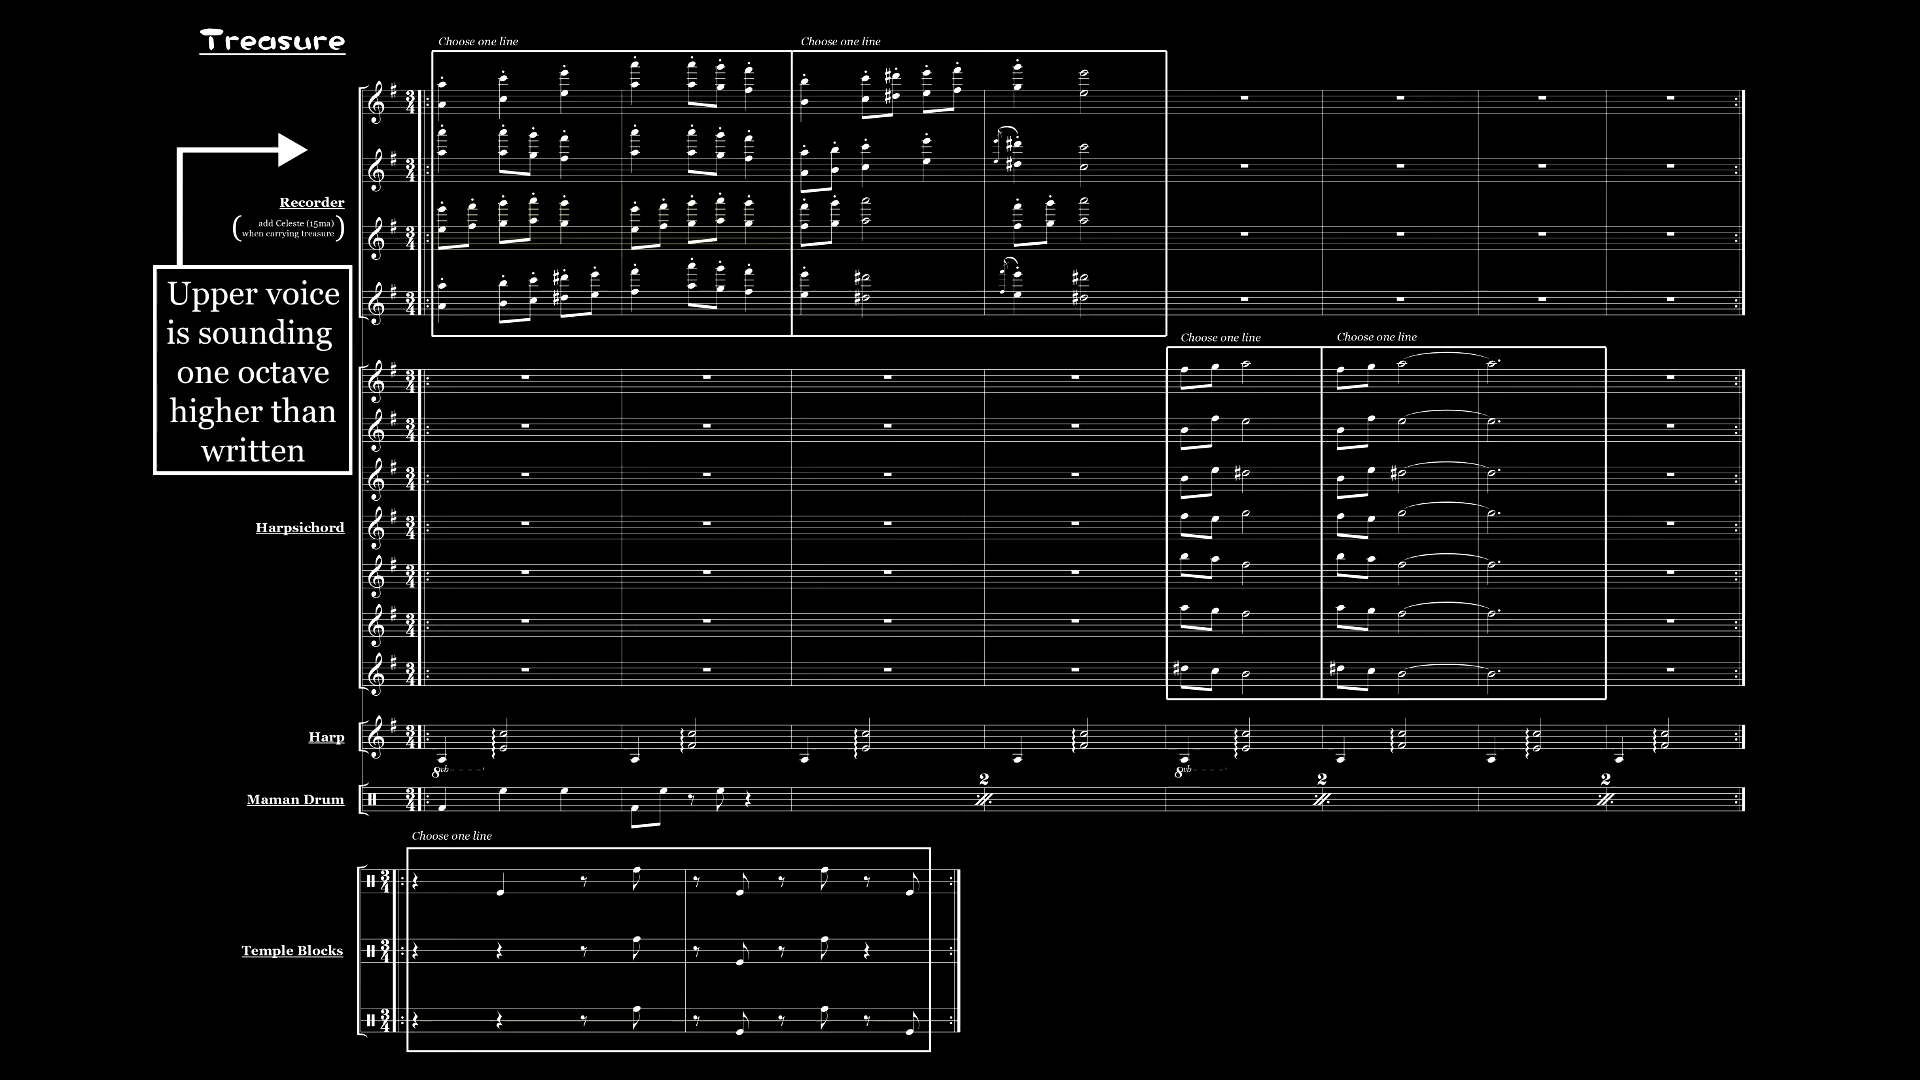 Treasure
Choose one line
Choose one line
Recorder
(add Celeste (15ma)
when carrying treasure)
Upper voice
is sounding
one octave
higher than
written
Choose one line
Choose one line
Harpsichord
Harp
8vb
8vb
Maman Drum
2
2
2
Choose one line
Temple Blocks